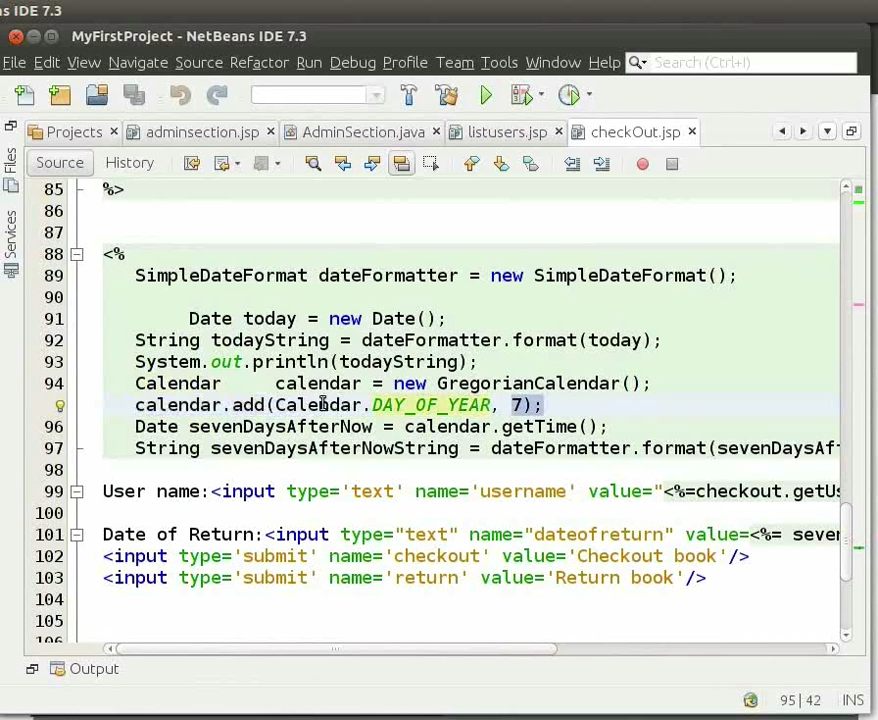 ns IDE 7.3
MyFirstProject - NetBeans IDE 7.3
File Edit View Navigate Source Refactor Run Debug Profile Team Tools Window Help Search (Ctrl+I)
Projects adminsection.jsp AdminSection.java listusers.jsp checkOut.jsp
Source History
Files
Services
85 %>
86
87
88 <%
89 SimpleDateFormat dateFormatter = new SimpleDateFormat();
90
91 Date today = new Date();
92 String todayString = dateFormatter.format(today);
93 System.out.println(todayString);
94 Calendar calendar = new GregorianCalendar();
calendar.add(Calendar.DAY_OF_YEAR, 7);
96 Date sevenDaysAfterNow = calendar.getTime();
97 String sevenDaysAfterNowString = dateFormatter.format(sevenDaysAf
98
99 User name:<input type='text' name='username' value="<%=checkout.getUs
100
101 Date of Return:<input type="text" name="dateofreturn" value=<%= seven
102 <input type='submit' name='checkout' value='Checkout book'/>
103 <input type='submit' name='return' value='Return book'/>
104
105
106
Output
95|42 INS